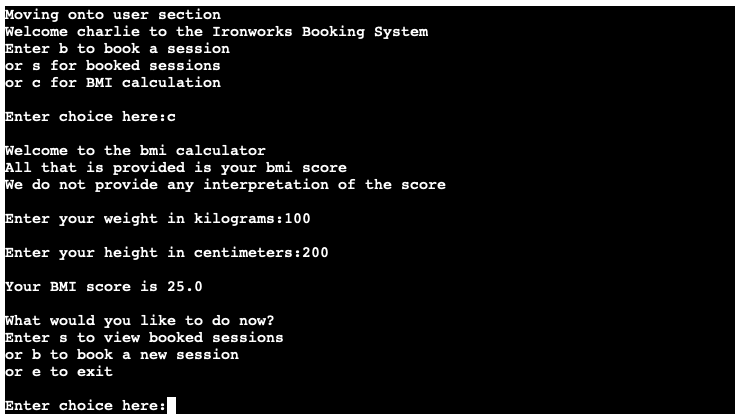 Moving onto user section
Welcome charlie to the Ironworks Booking System
Enter b to book a session
or s for booked sessions
or c for BMI calculation
Enter choice here:c
Welcome to the bmi calculator
All that is provided is your bmi score
We do not provide any interpretation of the score
Enter your weight in kilograms:100
Enter your height in centimeters:200
Your BMI score is 25.0
What would you like to do now?
Enter s to view booked sessions
or b to book a new session
or e to exit
Enter choice here: